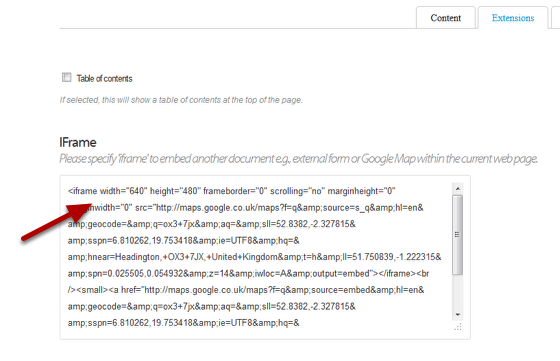 Content
Extensions
Table of contents
If selected, this will show a table of contents at the top of the page.
IFrame
Please specify 'iframe' to embed another document e.g., external form or Google Map within the current web page.
<iframe width="640" height="480" frameborder="0" scrolling="no" marginheight="0"
nwidth="0" src="http://maps.google.co.uk/maps?f=q&amp;source=s_q&amp;hl=en&
amp;geocode=&amp;q=ox3+7jx&amp;aq=&amp;sll=52.8382,-2.327815&
amp;sspn=6.810262,19.753418&amp;ie=UTF8&amp;hq=&
amp;hnear=Headington,+OX3+7JX,+United+Kingdom&amp;t=h&amp;ll=51.750839,-1.222315&
amp;spn=0.025505,0.054932&amp;z=14&amp;iwloc=A&amp;output=embed"></iframe><br
/><small><a href="http://maps.google.co.uk/maps?f=q&amp;source=embed&amp;hl=en&
amp;geocode=&amp;q=ox3+7jx&amp;aq=&amp;sll=52.8382,-2.327815&
amp;sspn=6.810262,19.753418&amp;ie=UTF8&amp;hq=&